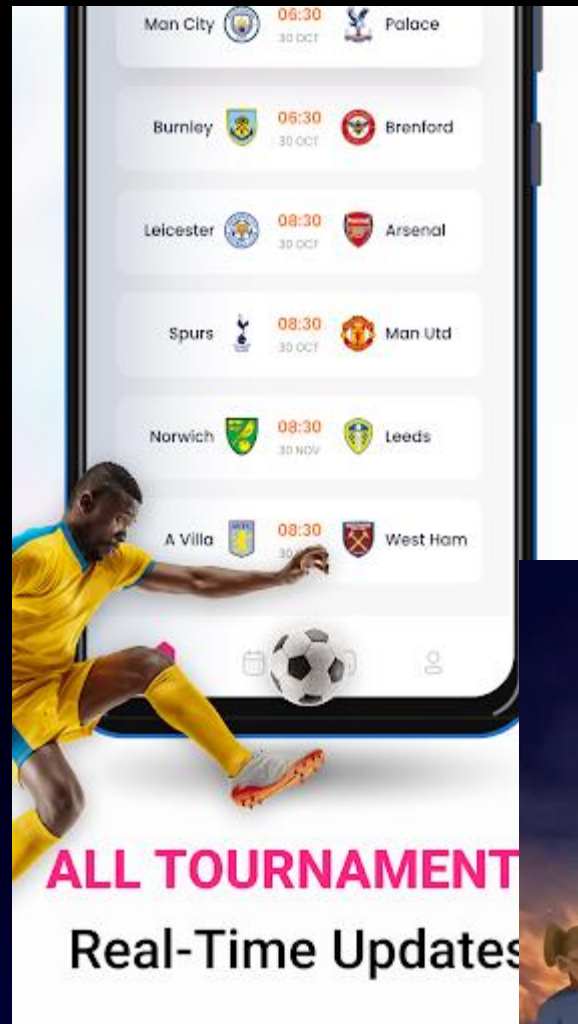 Man City 06:30 Palace
30 OCT
Burnley 06:30 Brenford
30 OCT
Leicester 08:30 Arsenal
30 OCT
Spurs 08:30 Man Utd
30 OCT
Norwich 08:30 Leeds
30 NOV
A Villa 08:30 West Ham
30
ALL TOURNAMENT
Real-Time Updates